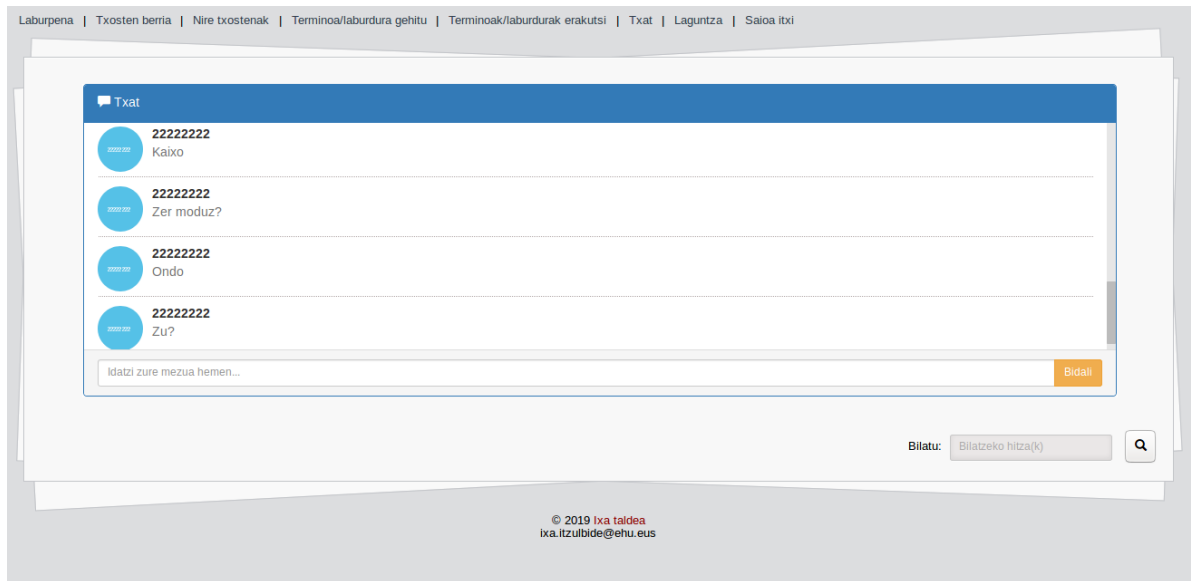 Laburpena | Txosten berria | Nire txostenak | Terminoa/laburdura gehitu | Terminoak/laburdurak erakutsi | Txat | Laguntza | Saioa itxi
Txat
22222222
Kaixo
22222222
Zer moduz?
22222222
Ondo
22222222
Zu?
Idatzi zure mezua hemen... Bidali
Bilatu: Bilatzeko hitza(k)
© 2019 Ixa taldea
ixa.itzulbide@ehu.eus